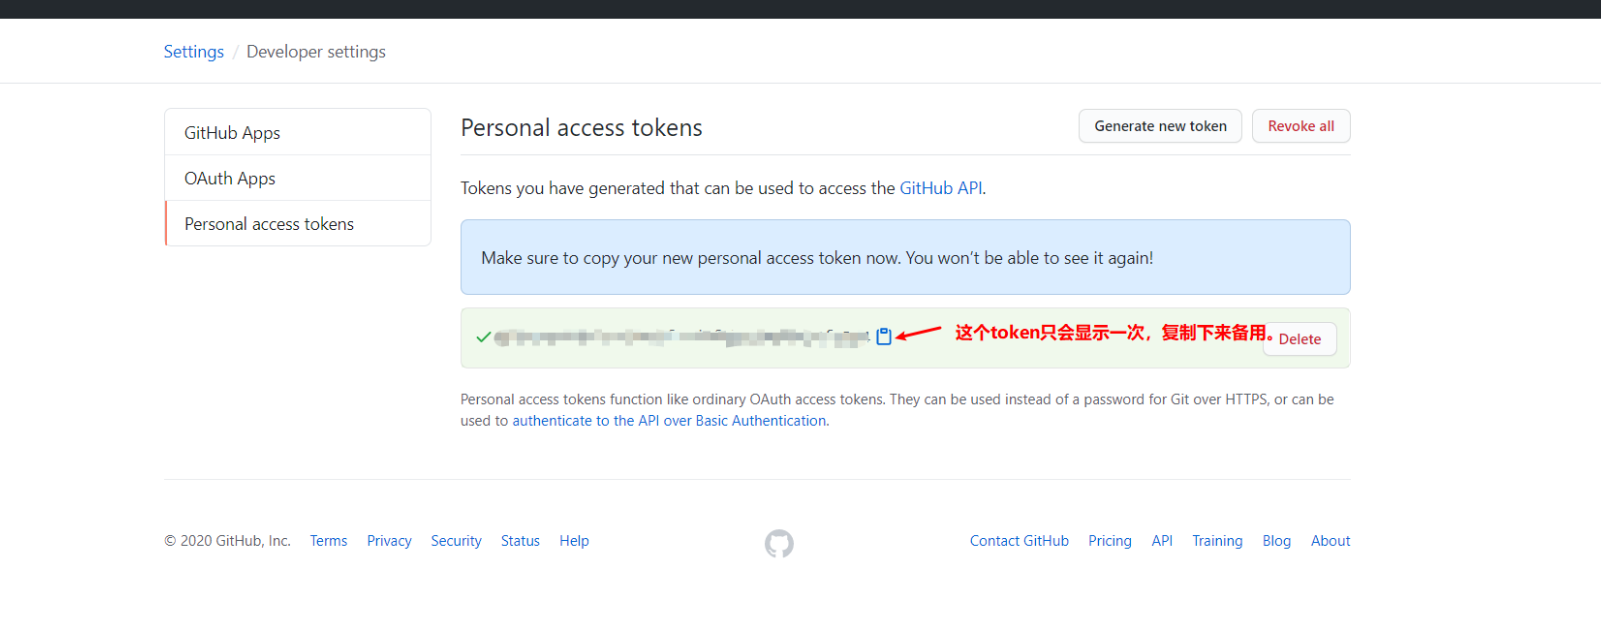 Settings / Developer settings
GitHub Apps
OAuth Apps
Personal access tokens
Personal access tokens
Generate new token
Revoke all
Tokens you have generated that can be used to access the GitHub API.
Make sure to copy your new personal access token now. You won't be able to see it again!
这个token只会显示一次，复制下来备用。
Delete
Personal access tokens function like ordinary OAuth access tokens. They can be used instead of a password for Git over HTTPS, or can be
used to authenticate to the API over Basic Authentication.
© 2020 GitHub, Inc. Terms Privacy Security Status Help Contact GitHub Pricing API Training Blog About